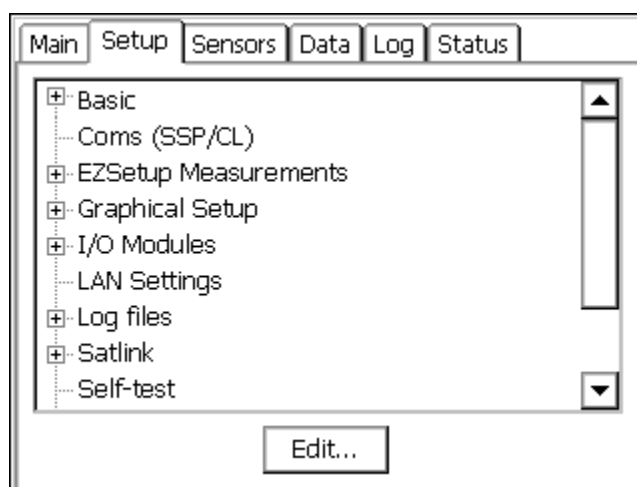 Main Setup Sensors Data Log Status
Basic
Coms (SSP/CL)
EZSetup Measurements
Graphical Setup
I/O Modules
LAN Settings
Log files
Satlink
Self-test
Edit...